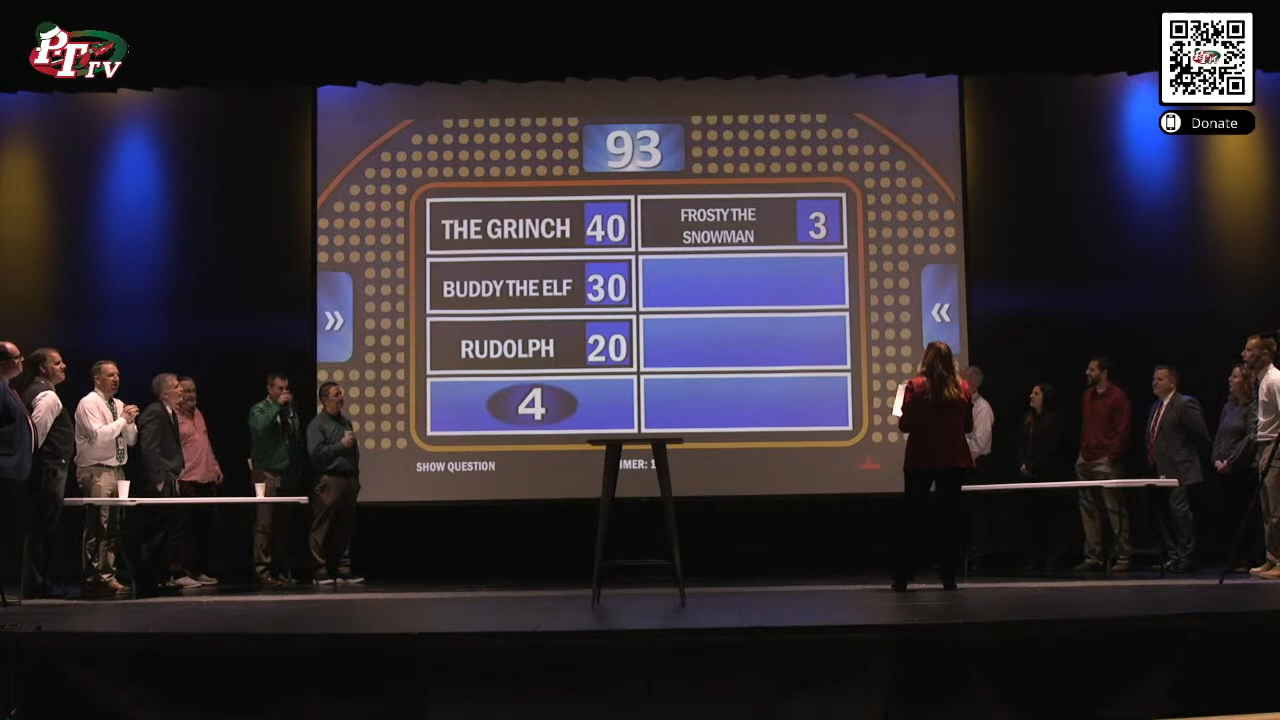 PTTV
Donate
93
THE GRINCH 40
FROSTY THE
SNOWMAN 3
BUDDY THE ELF 30
RUDOLPH 20
4
SHOW QUESTION